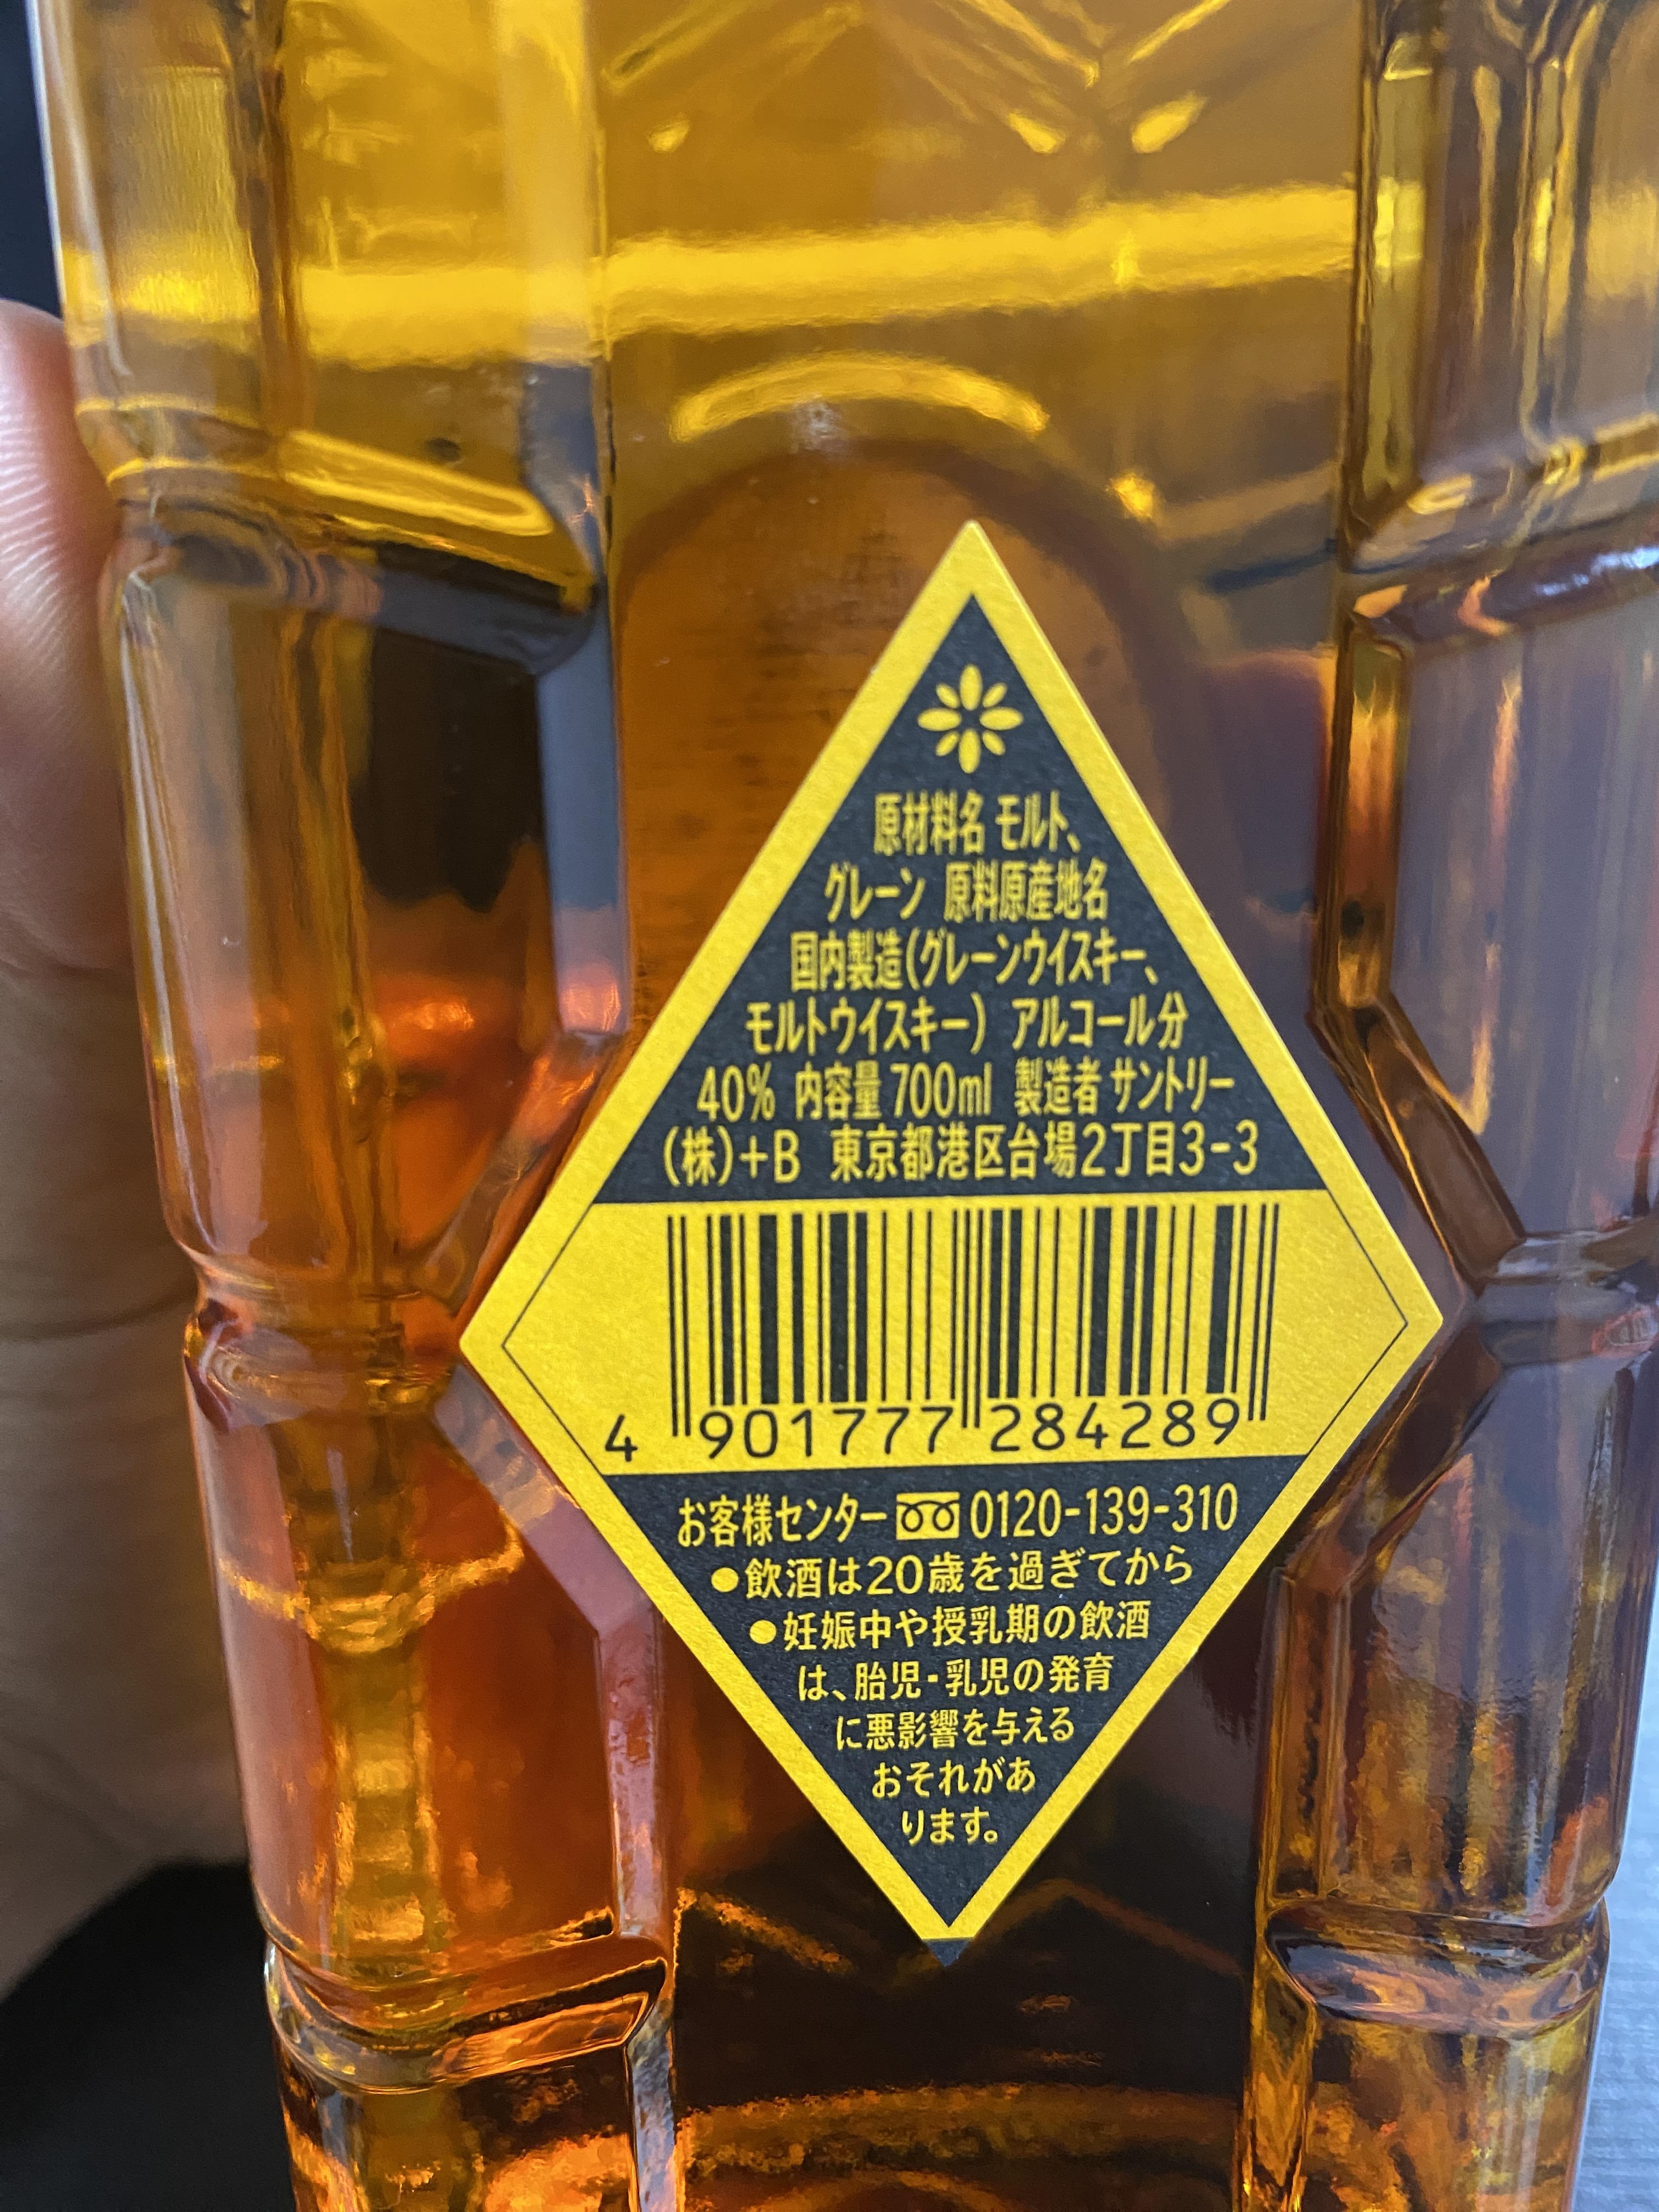 原材料名 モルト、
グレーン 原料原産地名
国内製造(グレーンウイスキー、
モルトウイスキー) アルコール分
40% 内容量 700ml 製造者 サントリー
(株)+B 東京都港区台場2丁目3-3
4 901777 284289
お客様センター 0120-139-310
●飲酒は20歳を過ぎてから
●妊娠中や授乳期の飲酒
は、胎児・乳児の発育
に悪影響を与える
おそれがあ
ります。